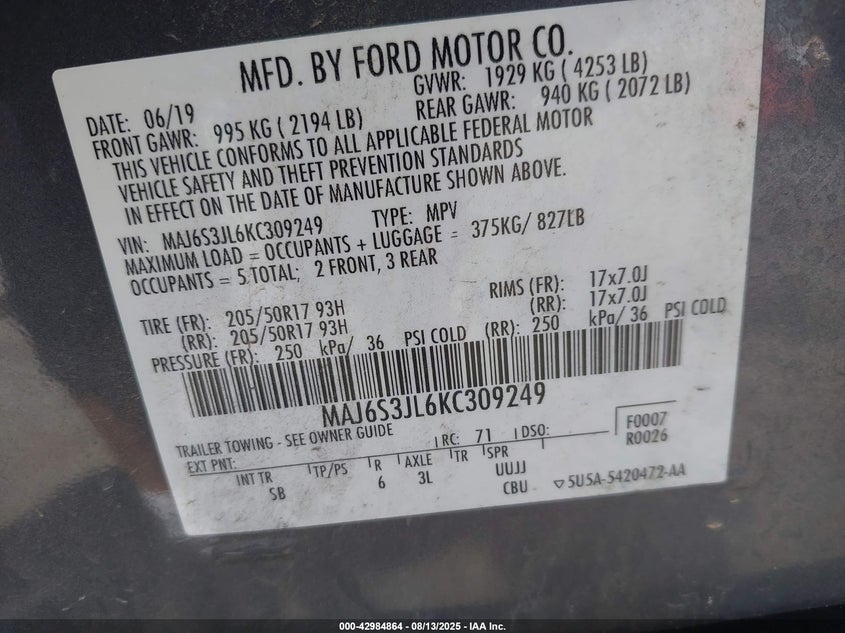 MFD. BY FORD MOTOR CO.
DATE: 06/19 GVWR: 1929 KG ( 4253 LB)
FRONT GAWR: 995 KG ( 2194 LB) REAR GAWR: 940 KG ( 2072 LB)
THIS VEHICLE CONFORMS TO ALL APPLICABLE FEDERAL MOTOR
VEHICLE SAFETY AND THEFT PREVENTION STANDARDS
IN EFFECT ON THE DATE OF MANUFACTURE SHOWN ABOVE.
VIN: MAJ6S3JL6KC309249 TYPE: MPV
MAXIMUM LOAD = OCCUPANTS + LUGGAGE = 375KG/ 827LB
OCCUPANTS = 5 TOTAL; 2 FRONT, 3 REAR
TIRE (FR): 205/50R17 93H RIMS (FR): 17x7.0J
(RR): 205/50R17 93H (RR): 17x7.0J
PRESSURE (FR): 250 kPa/ 36 PSI COLD (RR): 250 kPa/ 36 PSI COLD
MAJ6S3JL6KC309249
TRAILER TOWING - SEE OWNER GUIDE
EXT PNT: RC: 71 DSO: F0007
R0026
INT TR TP/PS R AXLE TR SPR
SB 6 3L UUJJ
CBU 5U5A-5420472-AA
000-42984864 - 08/13/2025 - IAA Inc.